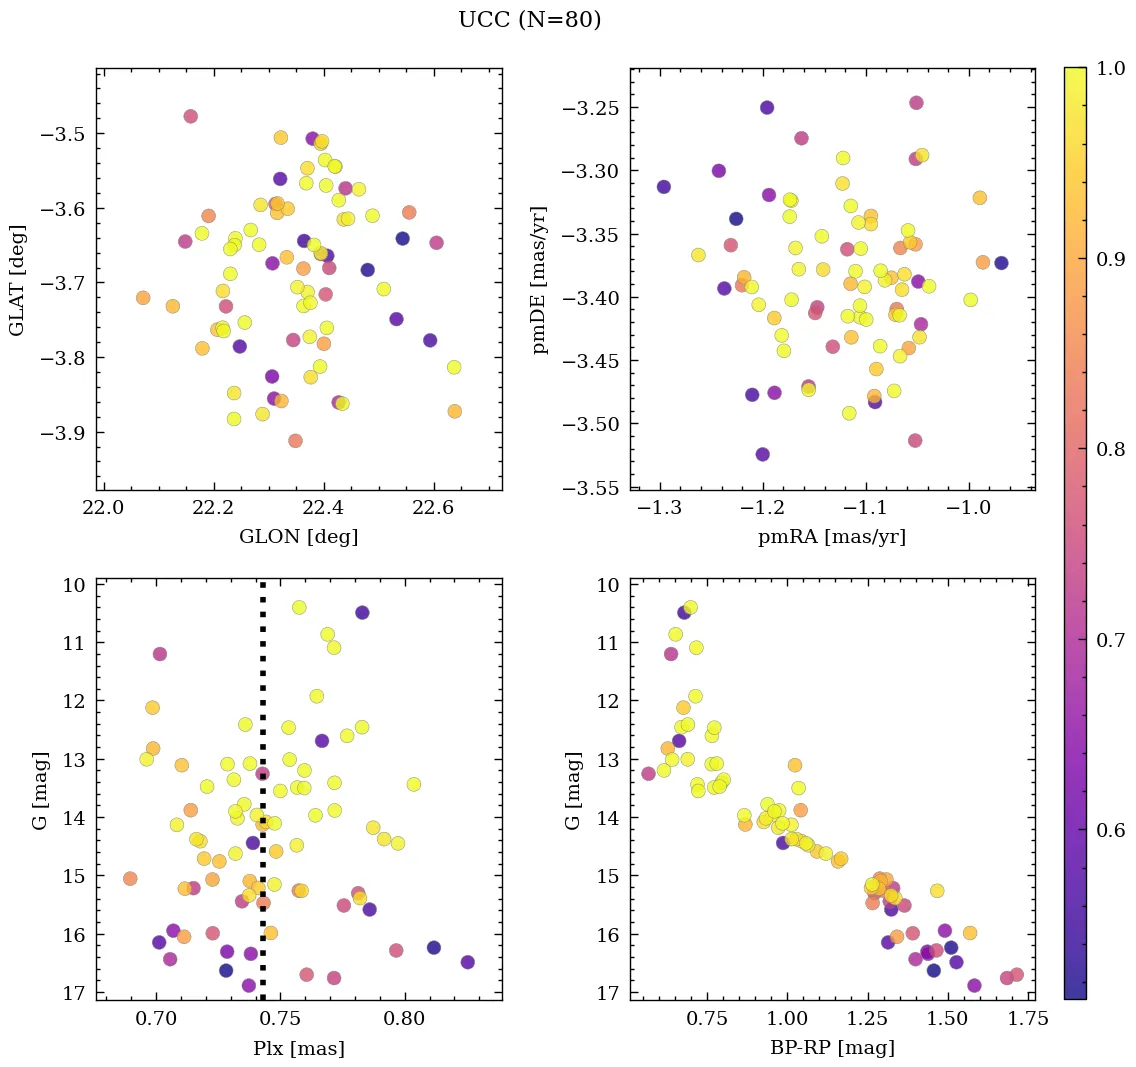 UCC (N=80)
−3.5
−3.6
−3.7
−3.8
−3.9
GLAT [deg]
22.0 22.2 22.4 22.6
GLON [deg]
−3.25
−3.30
−3.35
−3.40
−3.45
−3.50
−3.55
pmDE [mas/yr]
−1.3 −1.2 −1.1 −1.0
pmRA [mas/yr]
10
11
12
13
14
15
16
17
G [mag]
0.70 0.75 0.80
Plx [mas]
10
11
12
13
14
15
16
17
G [mag]
0.75 1.00 1.25 1.50 1.75
BP-RP [mag]
1.0
0.9
0.8
0.7
0.6